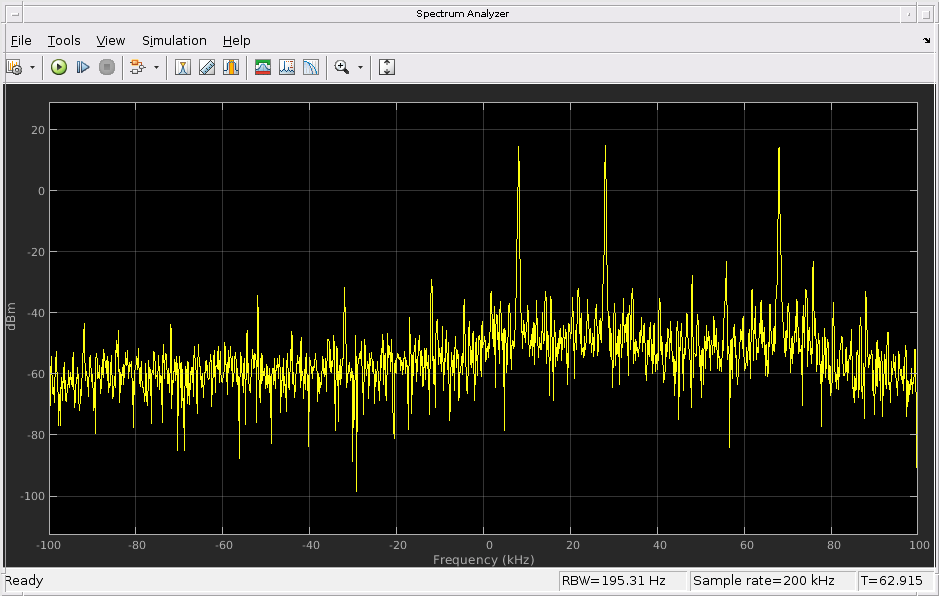 Spectrum Analyzer
File Tools View Simulation Help
20
0
-20
-40
-60
-80
-100
dBm
-100 -80 -60 -40 -20 0 20 40 60 80 100
Frequency (kHz)
Ready RBW=195.31 Hz Sample rate=200 kHz T=62.915